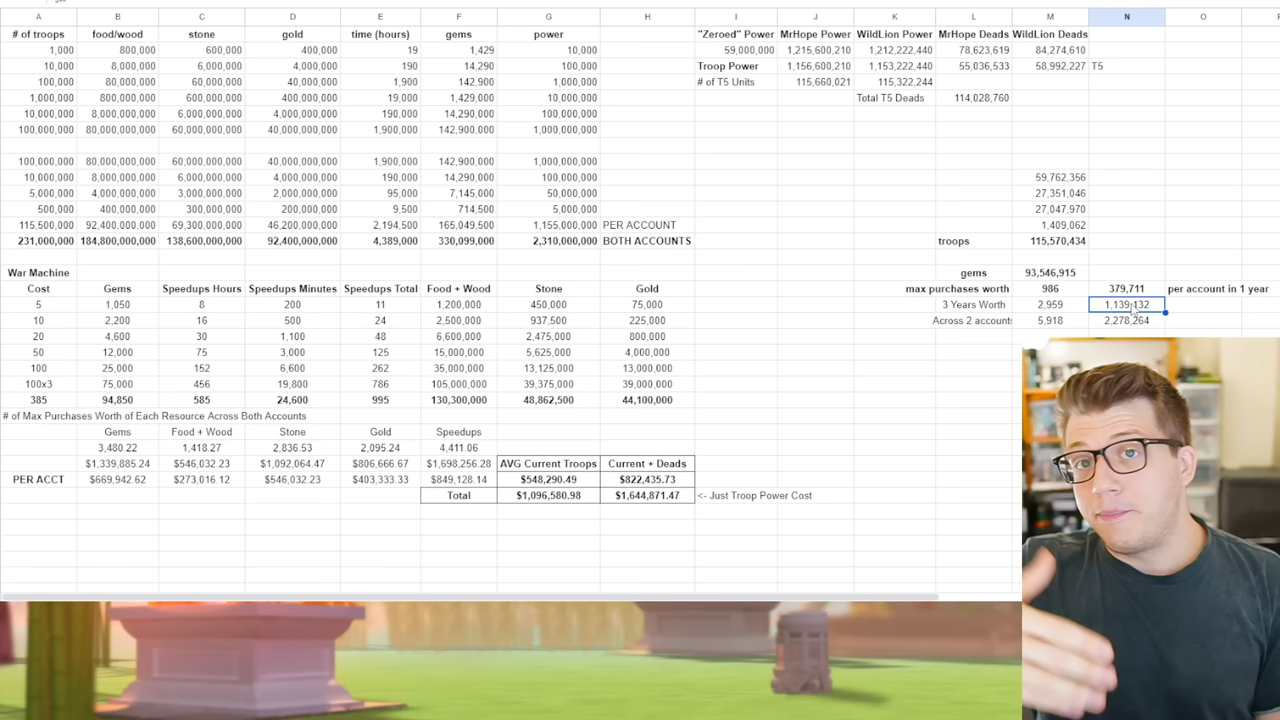 A B C D E F G H I J K L M N O
# of troops food/wood stone gold time (hours) gems power "Zeroed" Power MrHope Power WildLion Power MrHope Deads WildLion Deads
1,000 800,000 600,000 400,000 19 1,429 10,000 59,000,000 1,215,600,210 1,212,222,440 78,623,619 84,274,610
10,000 8,000,000 6,000,000 4,000,000 190 14,290 100,000 Troop Power 1,156,600,210 1,153,222,440 55,036,533 58,992,227 T5
100,000 80,000,000 60,000,000 40,000,000 1,900 142,900 1,000,000 # of T5 Units 115,660,021 115,322,244
1,000,000 800,000,000 600,000,000 400,000,000 19,000 1,429,000 10,000,000 Total T5 Deads 114,028,760
10,000,000 8,000,000,000 6,000,000,000 4,000,000,000 190,000 14,290,000 100,000,000
100,000,000 80,000,000,000 60,000,000,000 40,000,000,000 1,900,000 142,900,000 1,000,000,000
100,000,000 80,000,000,000 60,000,000,000 40,000,000,000 1,900,000 142,900,000 1,000,000,000
10,000,000 8,000,000,000 6,000,000,000 4,000,000,000 190,000 14,290,000 100,000,000 59,762,356
5,000,000 4,000,000,000 3,000,000,000 2,000,000,000 95,000 7,145,000 50,000,000 27,351,046
500,000 400,000,000 300,000,000 200,000,000 9,500 714,500 5,000,000 27,047,970
115,500,000 92,400,000,000 69,300,000,000 46,200,000,000 2,194,500 165,049,500 1,155,000,000 PER ACCOUNT 1,409,062
231,000,000 184,800,000,000 138,600,000,000 92,400,000,000 4,389,000 330,099,000 2,310,000,000 BOTH ACCOUNTS troops 115,570,434
War Machine gems 93,546,915
Cost Gems Speedups Hours Speedups Minutes Speedups Total Food + Wood Stone Gold max purchases worth 986 379,711 per account in 1 year
5 1,050 8 200 11 1,200,000 450,000 75,000 3 Years Worth 2,959 1,139,132
10 2,200 16 500 24 2,500,000 937,500 225,000 Across 2 accounts 5,918 2,278,264
20 4,600 30 1,100 48 6,600,000 2,475,000 800,000
50 12,000 75 3,000 125 15,000,000 5,625,000 4,000,000
100 25,000 152 6,600 262 35,000,000 13,125,000 13,000,000
100x3 75,000 456 19,800 786 105,000,000 39,375,000 39,000,000
385 94,850 585 24,600 995 130,300,000 48,862,500 44,100,000
# of Max Purchases Worth of Each Resource Across Both Accounts
Gems Food + Wood Stone Gold Speedups
3,480.22 1,418.27 2,836.53 2,095.24 4,411.06
$1,339,885.24 $546,032.23 $1,092,064.47 $806,666.67 $1,698,256.28 AVG Current Troops Current + Deads
PER ACCT $669,942.62 $273,016.12 $546,032.23 $403,333.33 $849,128.14 $548,290.49 $822,435.73
Total $1,096,580.98 $1,644,871.47 <- Just Troop Power Cost